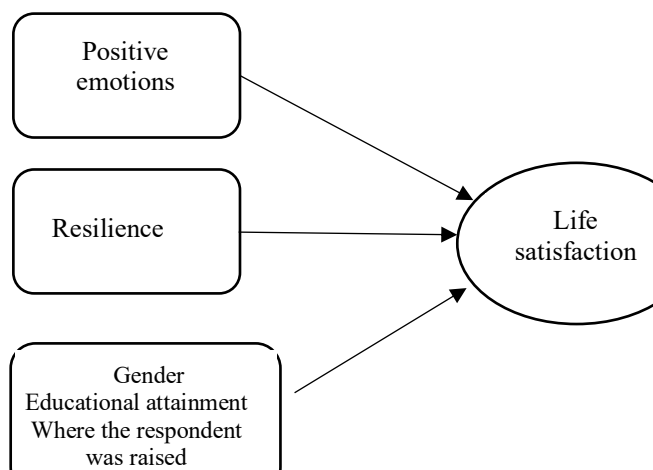 Positive
emotions
Resilience
Life
satisfaction
Gender
Educational attainment
Where the respondent
was raised